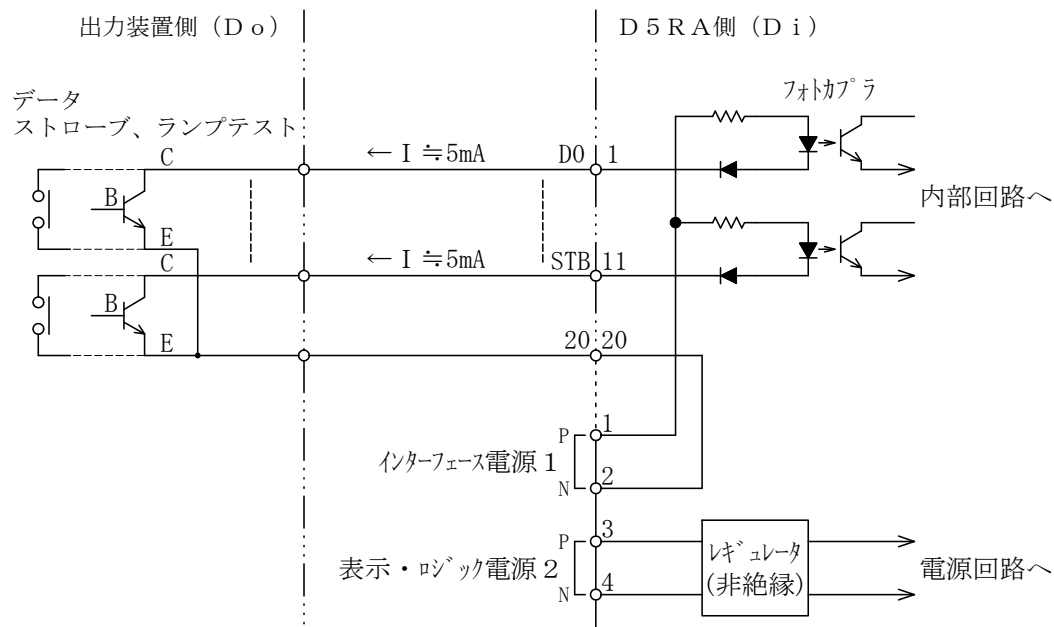 出力装置側（Ｄｏ）
Ｄ５ＲＡ側（Ｄｉ）
データ
ストローブ、ランプテスト
ﾌｫﾄｶﾌﾟﾗ
C
← I ≒5mA
D0
1
B
内部回路へ
E
C
← I ≒5mA
STB
11
B
E
20
20
P
1
インターフェース電源１
N
2
P
3
表示・ロジック電源２
N
4
レギュレータ
(非絶縁)
電源回路へ